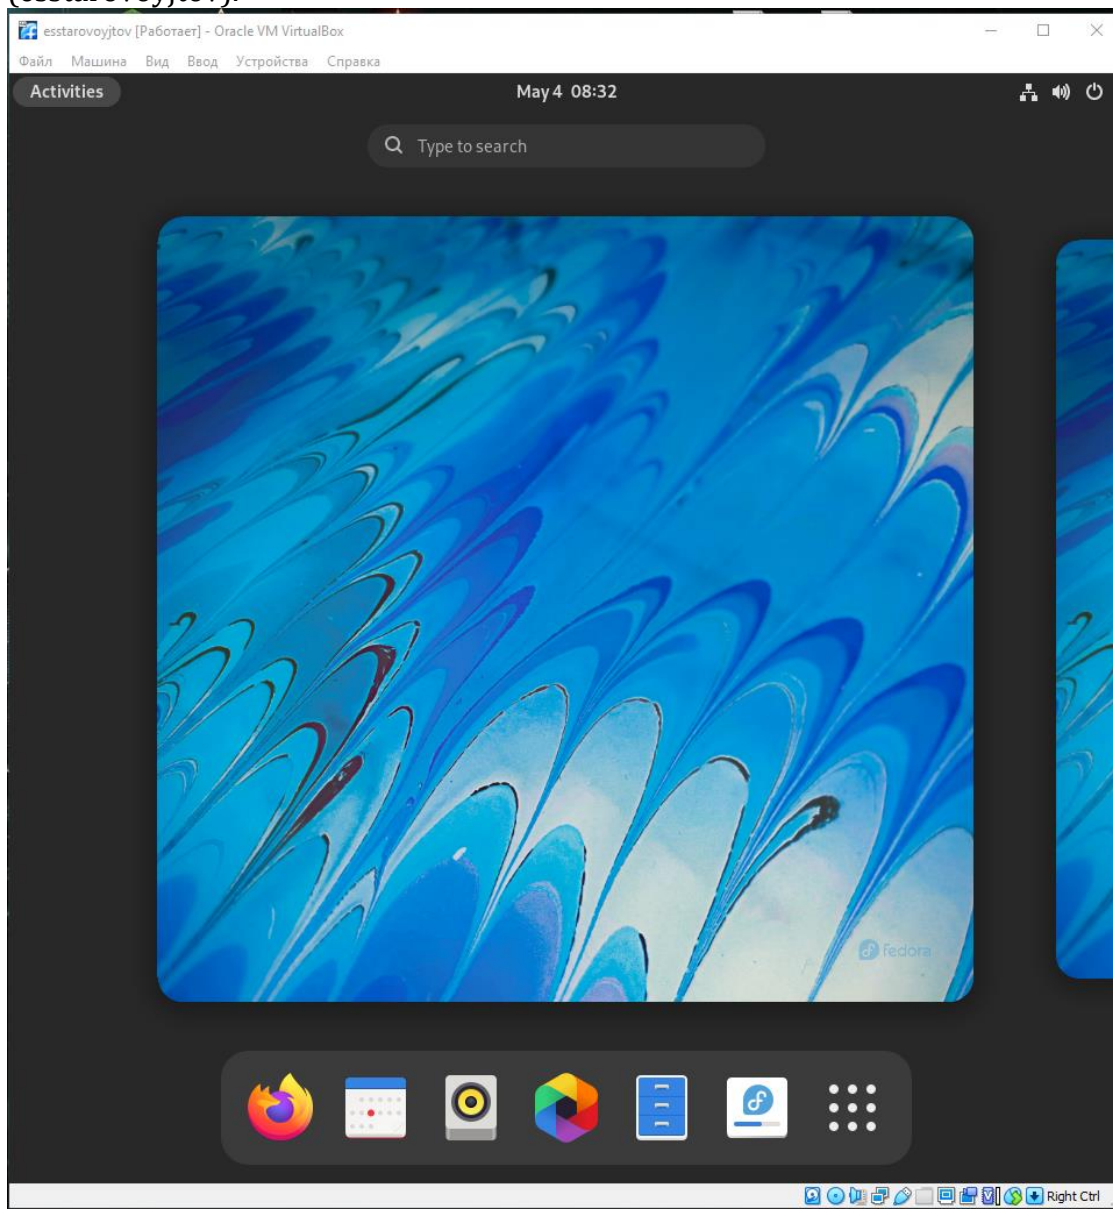 (esstarovoyjtov).
esstarovoyjtov [Работает] - Oracle VM VirtualBox
Файл Машина Вид Ввод Устройства Справка
Activities May 4 08:32
Type to search
fedora
Right Ctrl